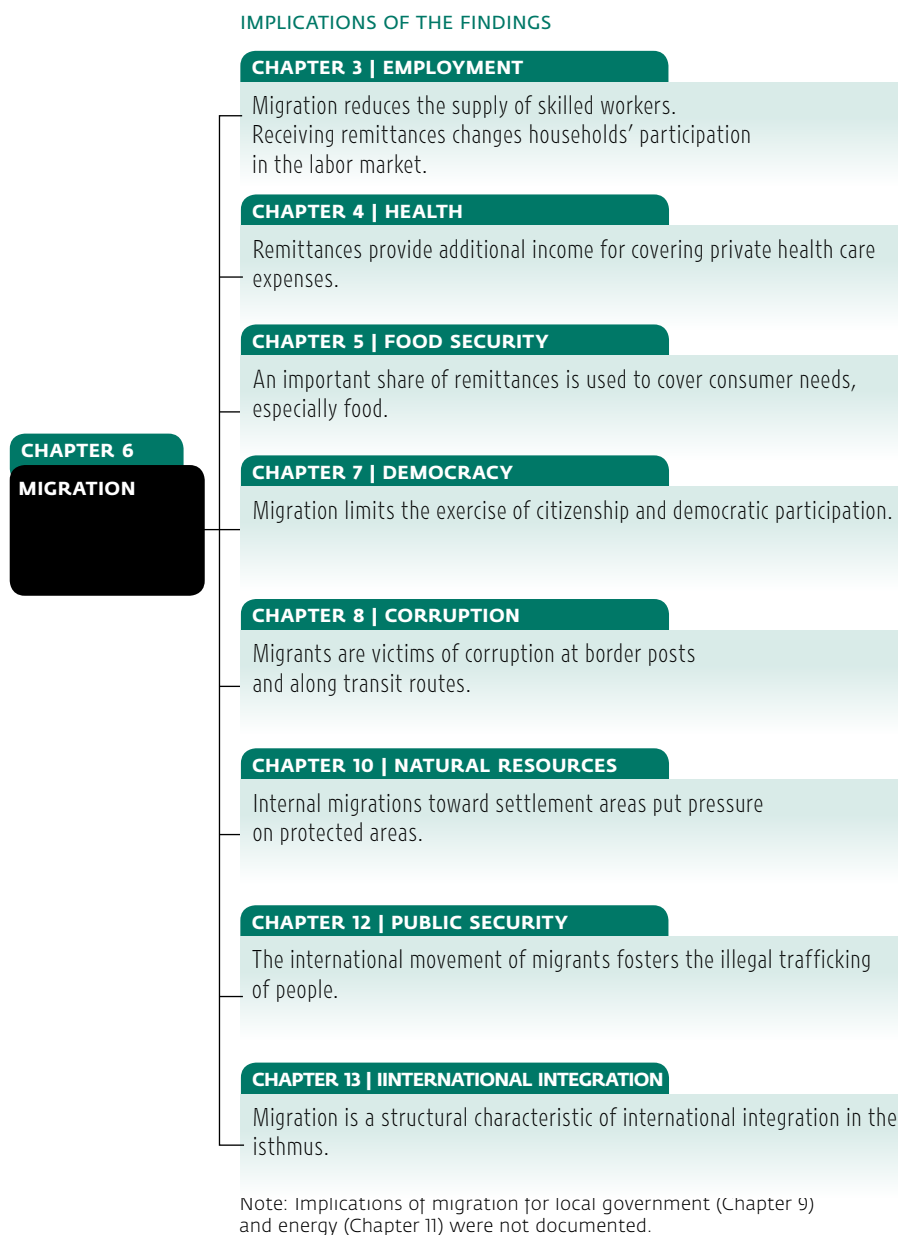 IMPLICATIONS OF THE FINDINGS
CHAPTER 3 | EMPLOYMENT
Migration reduces the supply of skilled workers.
Receiving remittances changes households' participation
in the labor market.
CHAPTER 4 | HEALTH
Remittances provide additional income for covering private health care
expenses.
CHAPTER 5 | FOOD SECURITY
An important share of remittances is used to cover consumer needs,
especially food.
CHAPTER 6
MIGRATION
CHAPTER 7 | DEMOCRACY
Migration limits the exercise of citizenship and democratic participation.
CHAPTER 8 | CORRUPTION
Migrants are victims of corruption at border posts
and along transit routes.
CHAPTER 10 | NATURAL RESOURCES
Internal migrations toward settlement areas put pressure
on protected areas.
CHAPTER 12 | PUBLIC SECURITY
The international movement of migrants fosters the illegal trafficking
of people.
CHAPTER 13 | IINTERNATIONAL INTEGRATION
Migration is a structural characteristic of international integration in the
isthmus.
Note: Implications of migration for local government (Chapter 9)
and energy (Chapter 11) were not documented.